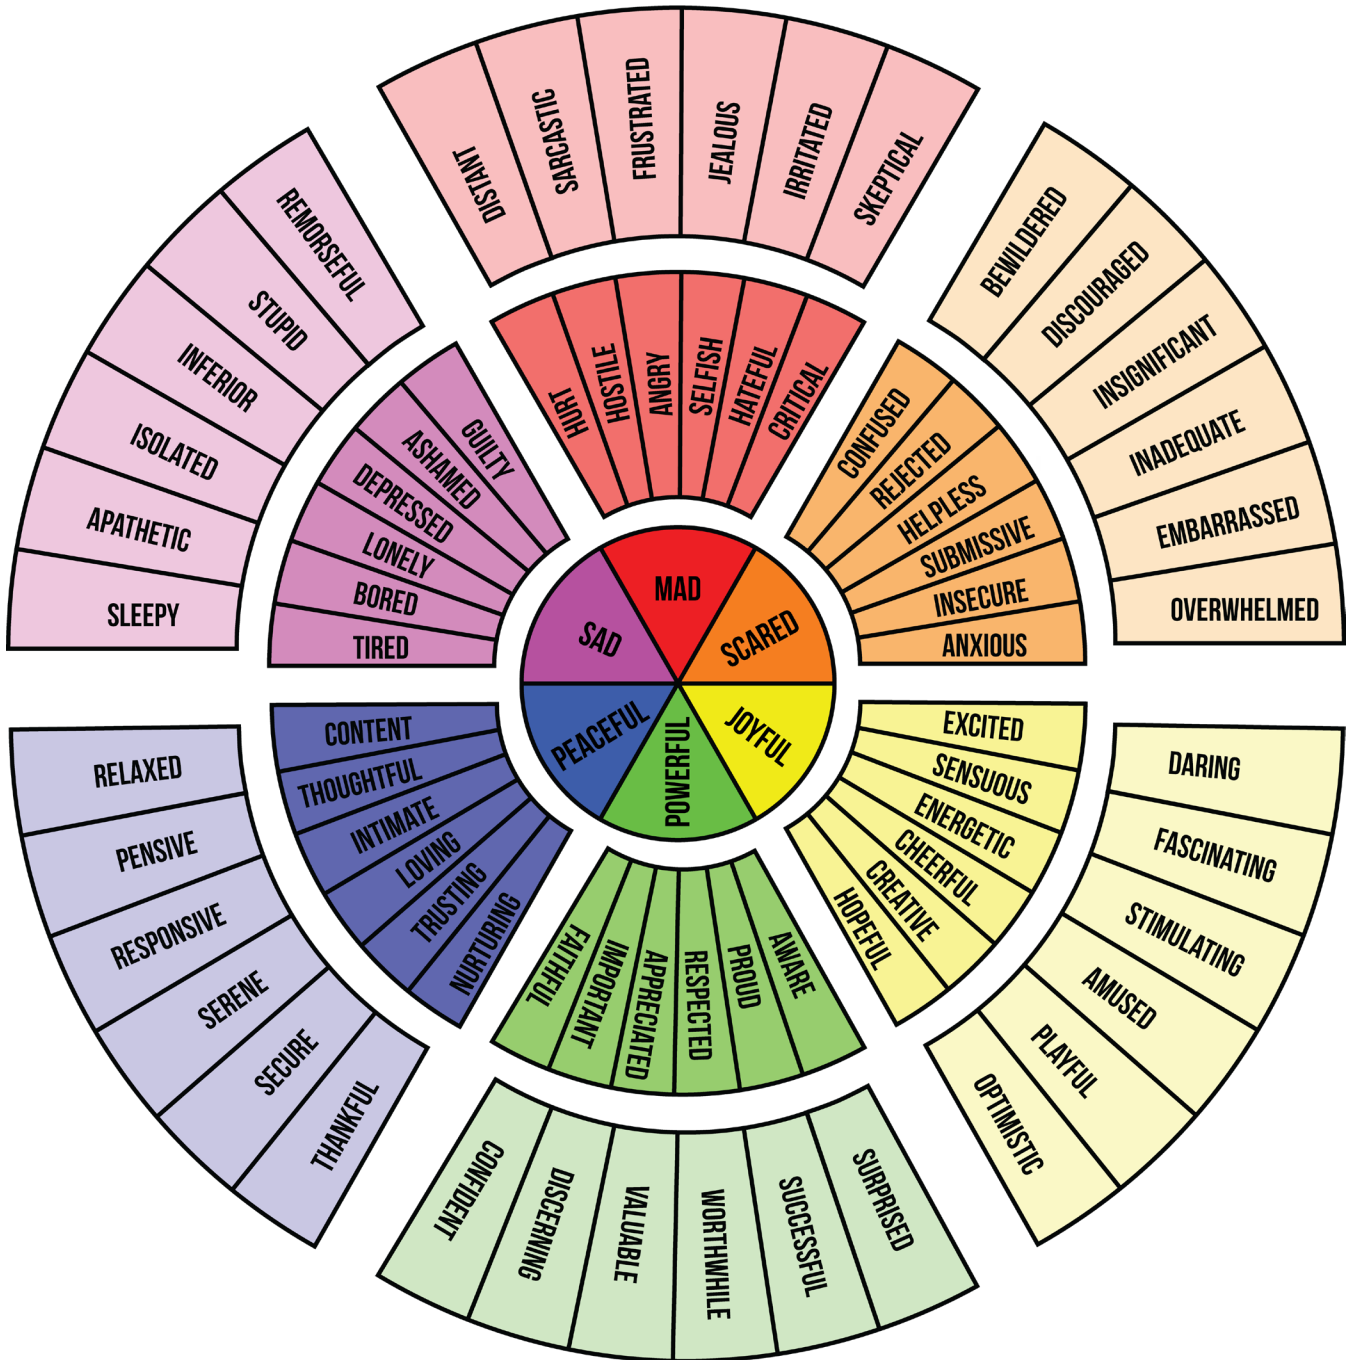 MAD
SCARED
JOYFUL
POWERFUL
PEACEFUL
SAD
HURT
HOSTILE
ANGRY
SELFISH
HATEFUL
CRITICAL
CONFUSED
REJECTED
HELPLESS
SUBMISSIVE
INSECURE
ANXIOUS
EXCITED
SENSUOUS
ENERGETIC
CHEERFUL
CREATIVE
HOPEFUL
AWARE
PROUD
RESPECTED
APPRECIATED
IMPORTANT
FAITHFUL
NURTURING
TRUSTING
LOVING
INTIMATE
THOUGHTFUL
CONTENT
TIRED
BORED
LONELY
DEPRESSED
ASHAMED
GUILTY
DISTANT
SARCASTIC
FRUSTRATED
JEALOUS
IRRITATED
SKEPTICAL
BEWILDERED
DISCOURAGED
INSIGNIFICANT
INADEQUATE
EMBARRASSED
OVERWHELMED
DARING
FASCINATING
STIMULATING
AMUSED
PLAYFUL
OPTIMISTIC
SURPRISED
SUCCESSFUL
WORTHWHILE
VALUABLE
DISCERNING
CONFIDENT
THANKFUL
SECURE
SERENE
RESPONSIVE
PENSIVE
RELAXED
SLEEPY
APATHETIC
ISOLATED
INFERIOR
STUPID
REMORSEFUL